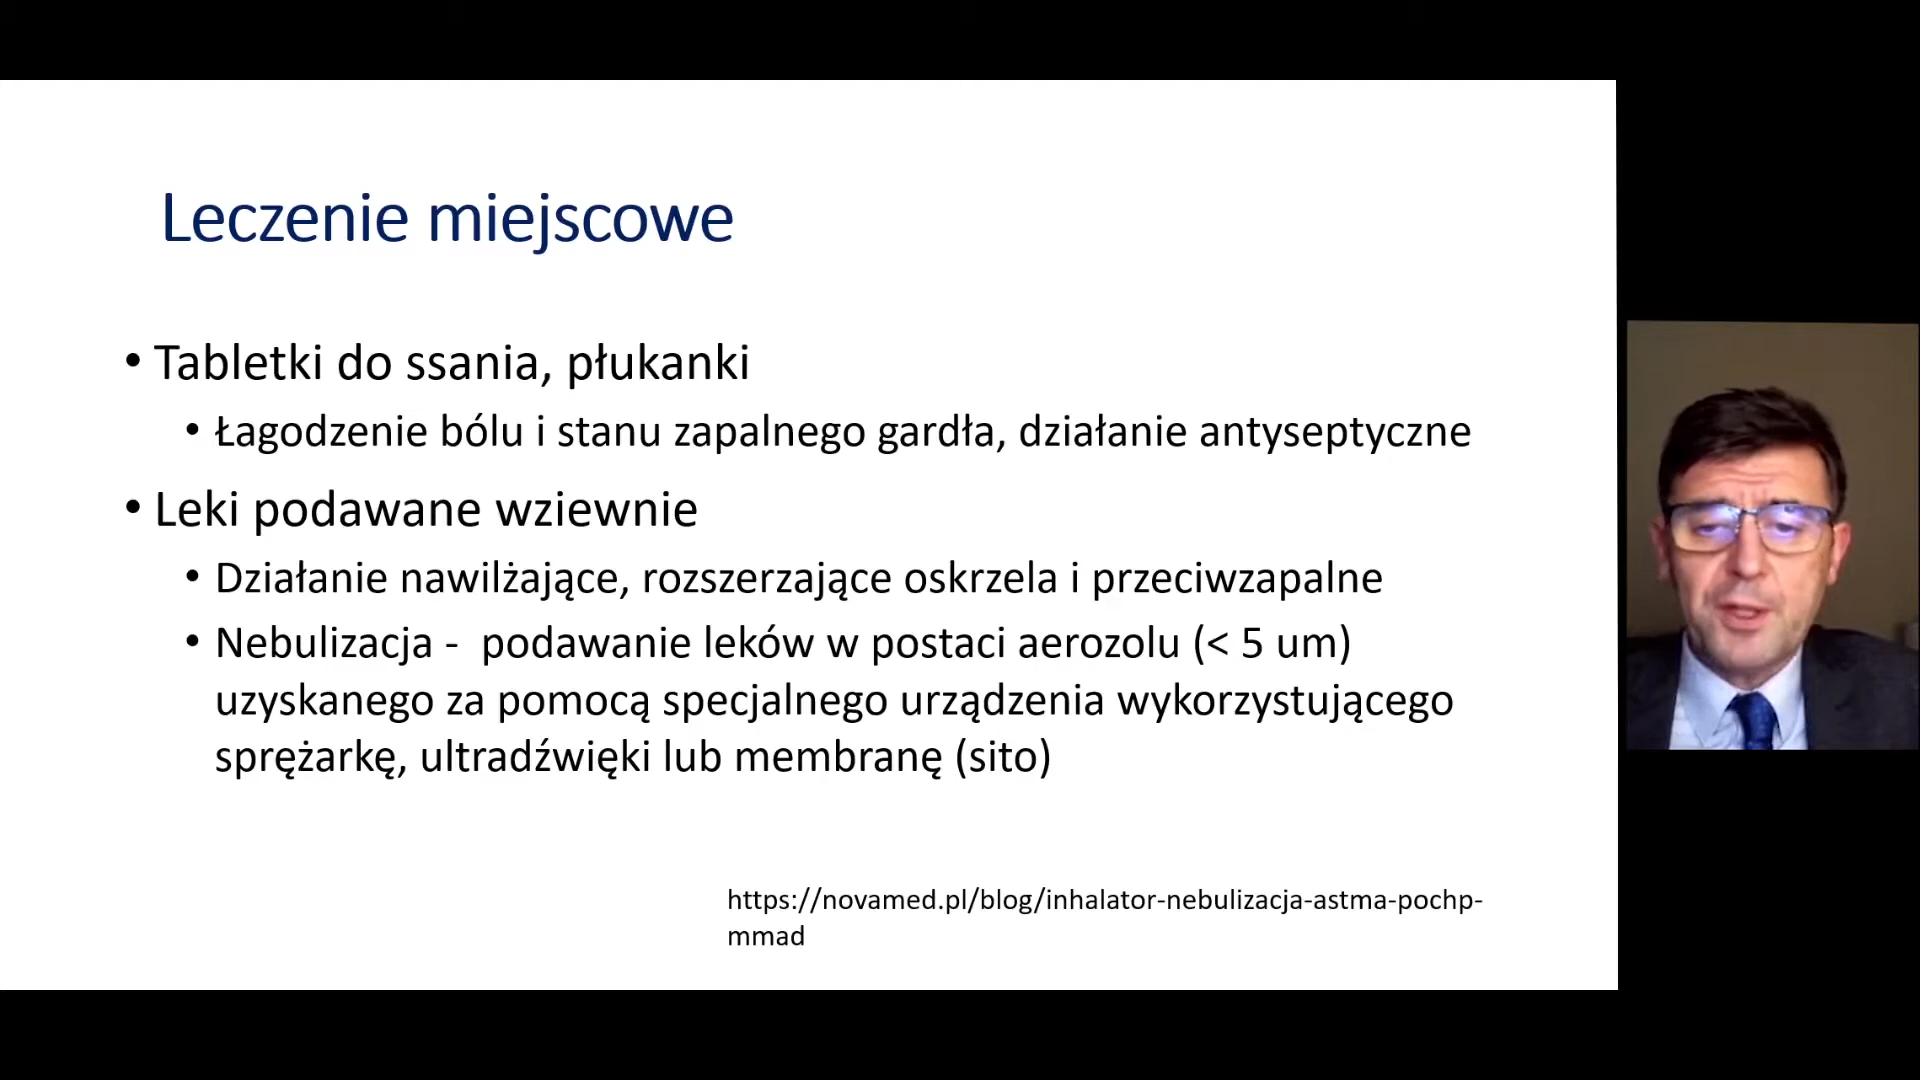 Leczenie miejscowe
• Tabletki do ssania, płukanki
• Łagodzenie bólu i stanu zapalnego gardła, działanie antyseptyczne
• Leki podawane wziewnie
• Działanie nawilżające, rozszerzające oskrzela i przeciwzapalne
• Nebulizacja - podawanie leków w postaci aerozolu (< 5 um)
uzyskanego za pomocą specjalnego urządzenia wykorzystującego
sprężarkę, ultradźwięki lub membranę (sito)
https://novamed.pl/blog/inhalator-nebulizacja-astma-pochp-
mmad